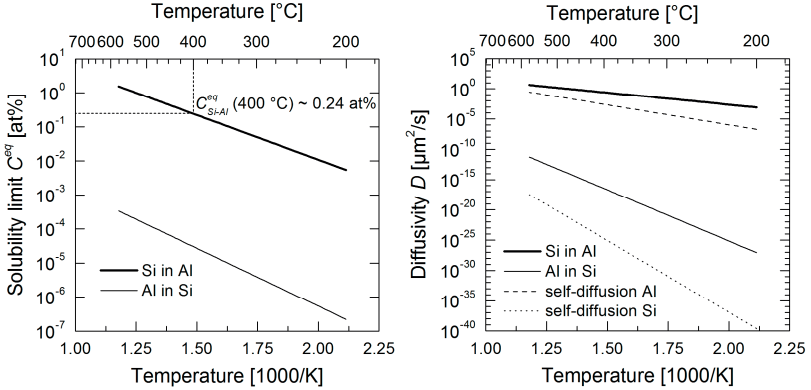 Temperature [°C]
700 600 500 400 300 200
10^1
10^0
10^-1
10^-2
10^-3
10^-4
10^-5
10^-6
10^-7
Solubility limit C^eq [at%]
C^eq_Si-Al (400 °C) ~ 0.24 at%
Si in Al
Al in Si
1.00 1.25 1.50 1.75 2.00 2.25
Temperature [1000/K]
Temperature [°C]
700 600 500 400 300 200
10^5
10^0
10^-5
10^-10
10^-15
10^-20
10^-25
10^-30
10^-35
10^-40
Diffusivity D [µm²/s]
Si in Al
Al in Si
self-diffusion Al
self-diffusion Si
1.00 1.25 1.50 1.75 2.00 2.25
Temperature [1000/K]